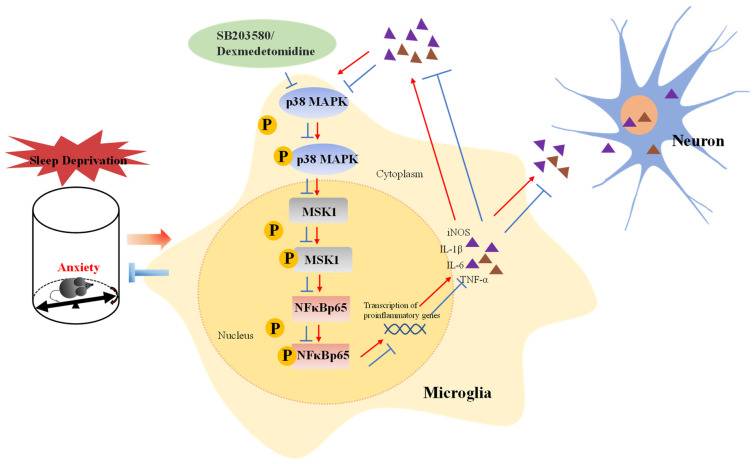 SB203580/
Dexmedetomidine
p38 MAPK
P
P
p38 MAPK
Neuron
Sleep Deprivation
Cytoplasm
MSK1
P
P
MSK1
iNOS
IL-1β
IL-6
TNF-α
Anxiety
NFκBp65
Transcription of
proinflammatory genes
Nucleus
P
P
NFκBp65
Microglia